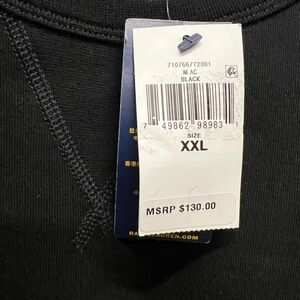 710766772001
M AC
BLACK
7 49862 98983
SIZE
XXL
MSRP $130.00